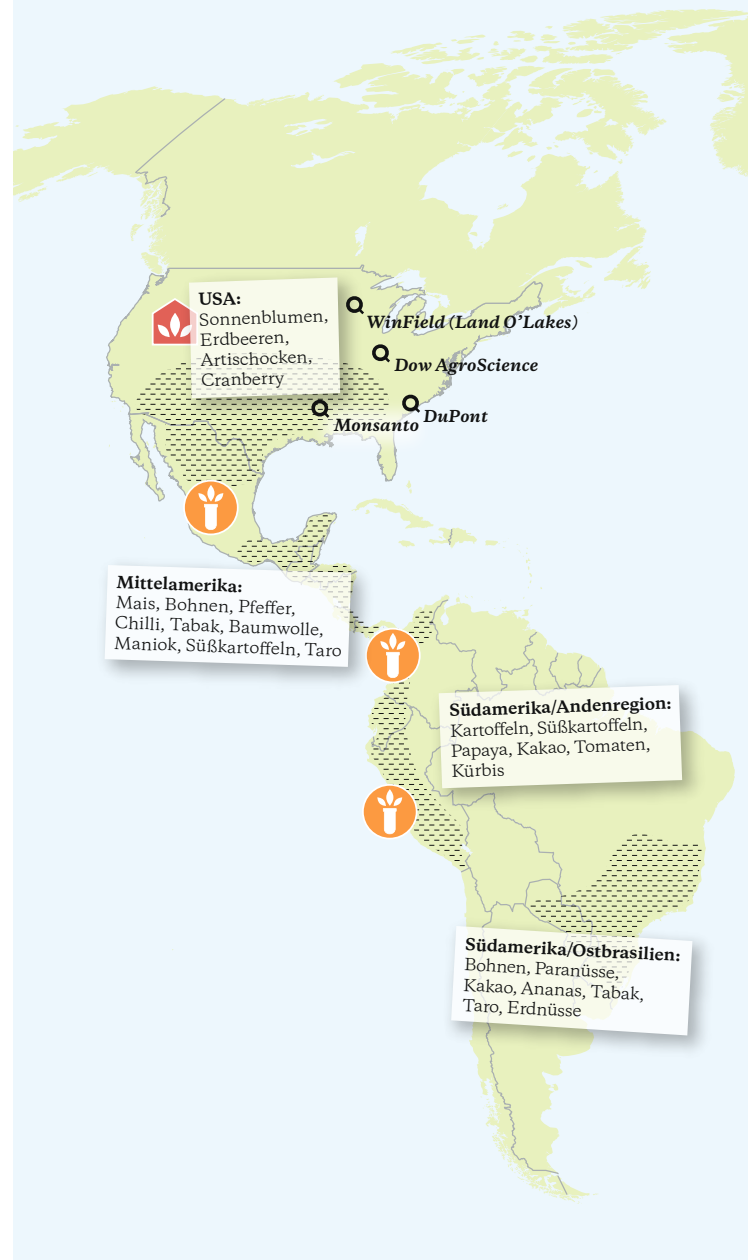 USA:
Sonnenblumen,
Erdbeeren,
Artischocken,
Cranberry
WinField (Land O'Lakes)
Dow AgroScience
DuPont
Monsanto
Mittelamerika:
Mais, Bohnen, Pfeffer,
Chilli, Tabak, Baumwolle,
Maniok, Süßkartoffeln, Taro
Südamerika/Andenregion:
Kartoffeln, Süßkartoffeln,
Papaya, Kakao, Tomaten,
Kürbis
Südamerika/Ostbrasilien:
Bohnen, Paranüsse,
Kakao, Ananas, Tabak,
Taro, Erdnüsse